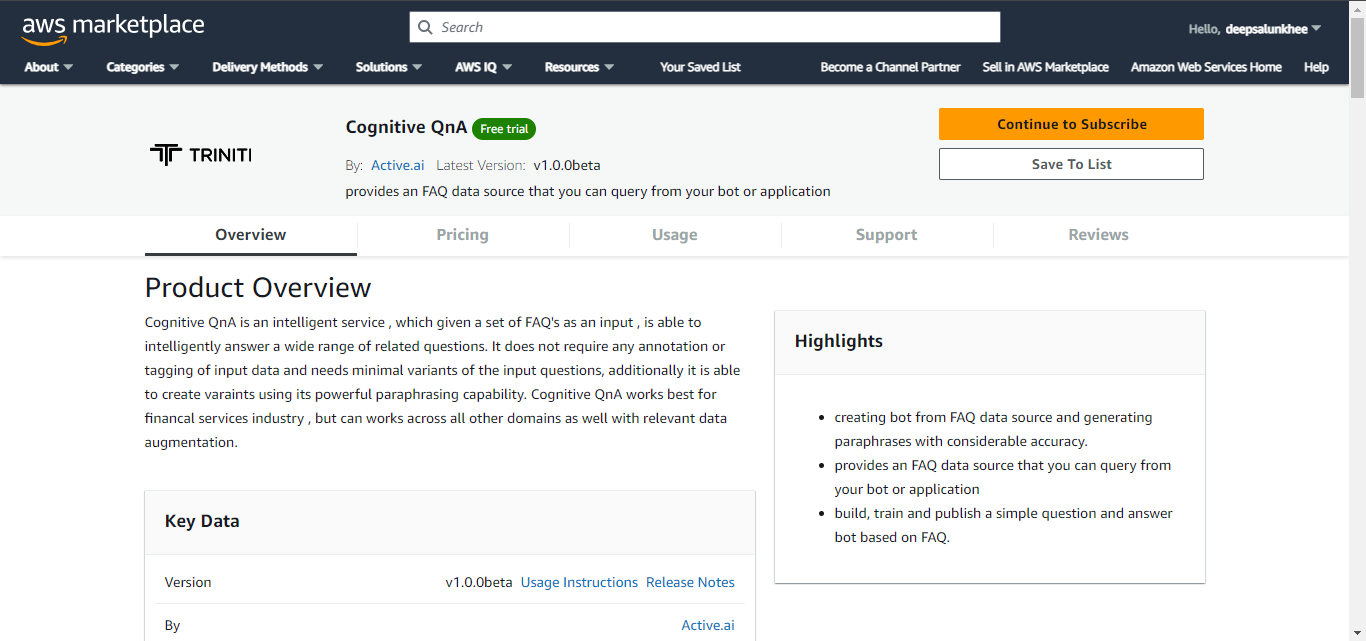 aws marketplace
Search
Hello, deepsalunkhee
About
Categories
Delivery Methods
Solutions
AWS IQ
Resources
Your Saved List
Become a Channel Partner
Sell in AWS Marketplace
Amazon Web Services Home
Help
TRINITI
Cognitive QnA Free trial
By: Active.ai Latest Version: v1.0.0beta
provides an FAQ data source that you can query from your bot or application
Continue to Subscribe
Save To List
Overview
Pricing
Usage
Support
Reviews
Product Overview
Cognitive QnA is an intelligent service , which given a set of FAQ's as an input , is able to
intelligently answer a wide range of related questions. It does not require any annotation or
tagging of input data and needs minimal variants of the input questions, additionally it is able
to create varaints using its powerful paraphrasing capability. Cognitive QnA works best for
financal services industry , but can works across all other domains as well with relevant data
augmentation.
Highlights
• creating bot from FAQ data source and generating
paraphrases with considerable accuracy.
• provides an FAQ data source that you can query from
your bot or application
• build, train and publish a simple question and answer
bot based on FAQ.
Key Data
Version v1.0.0beta Usage Instructions Release Notes
By Active.ai